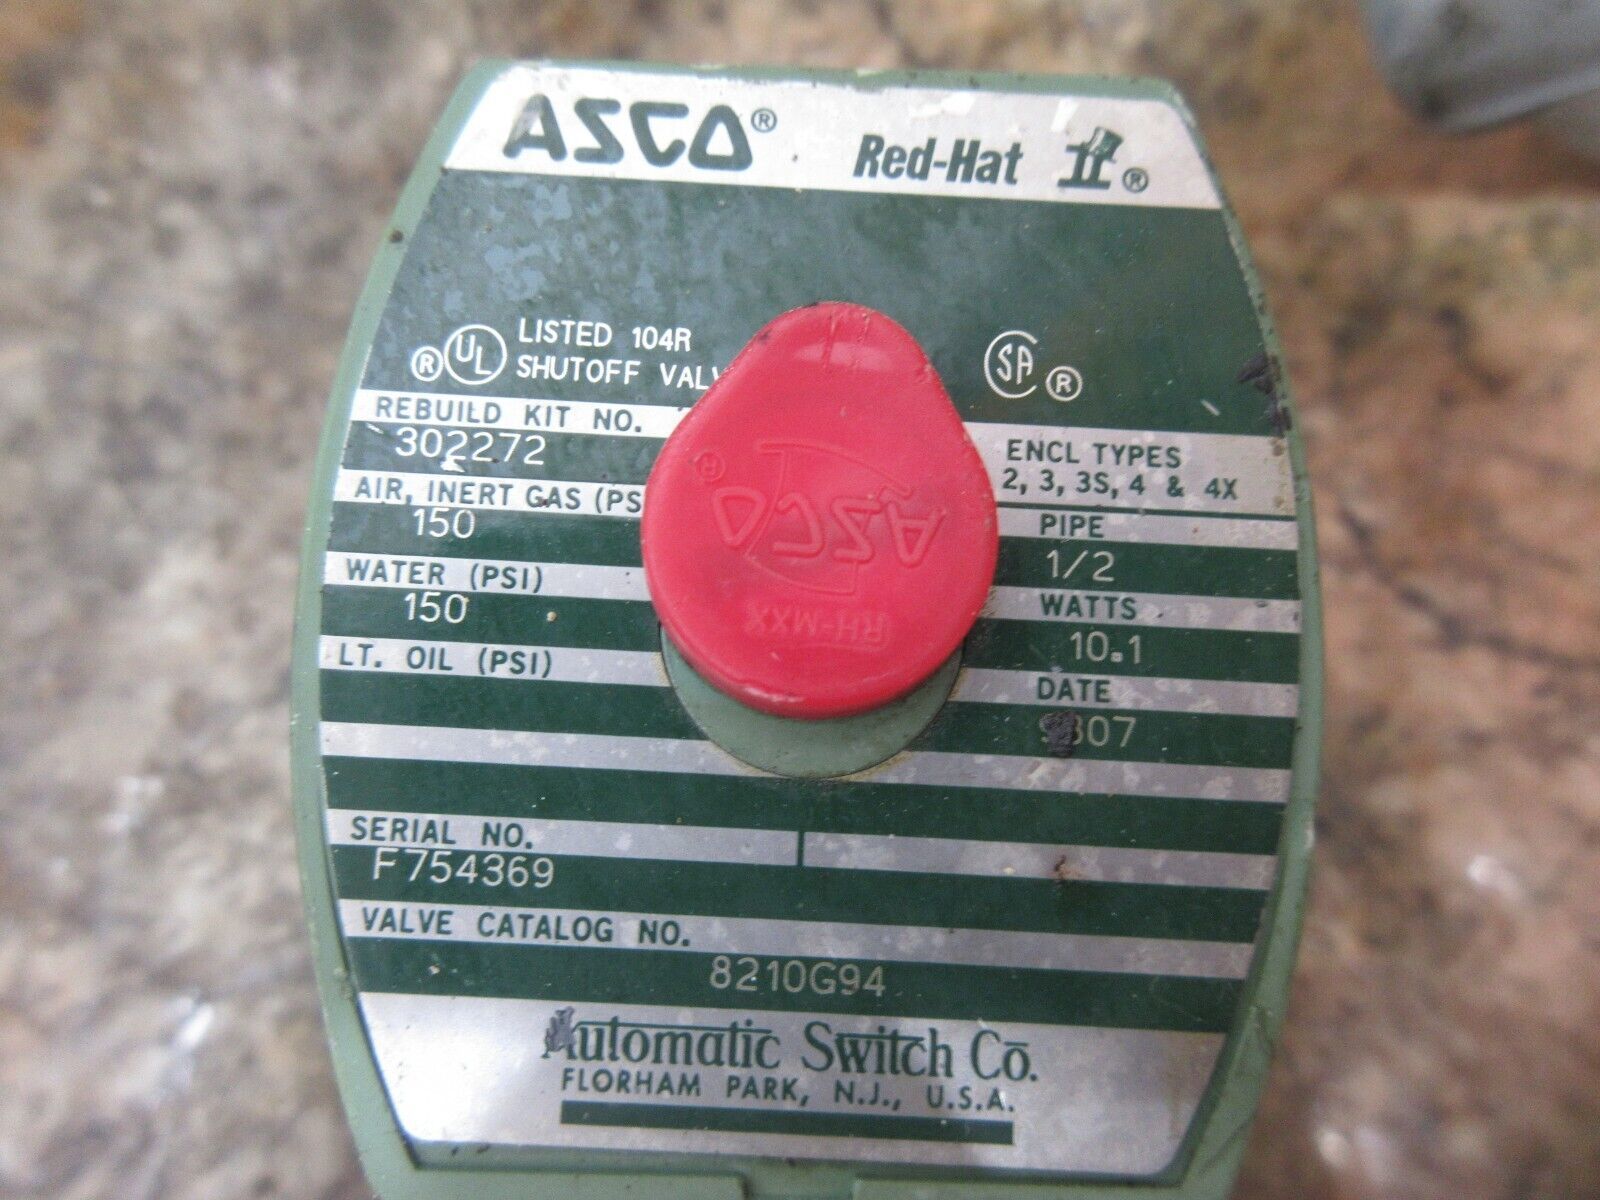 ASCO® Red-Hat II®
® UL LISTED 104R
SHUTOFF
SA ®
REBUILD KIT NO.
302272
AIR, INERT GAS
150
WATER (PSI)
150
LT. OIL (PSI)
ENCL TYPES
2, 3, 3S, 4 & 4X
PIPE
1/2
WATTS
10.1
DATE
ASCO®
RH-MXX
SERIAL NO.
F754369
VALVE CATALOG NO.
8210G94
Automatic Switch Co.
FLORHAM PARK, N.J., U.S.A.